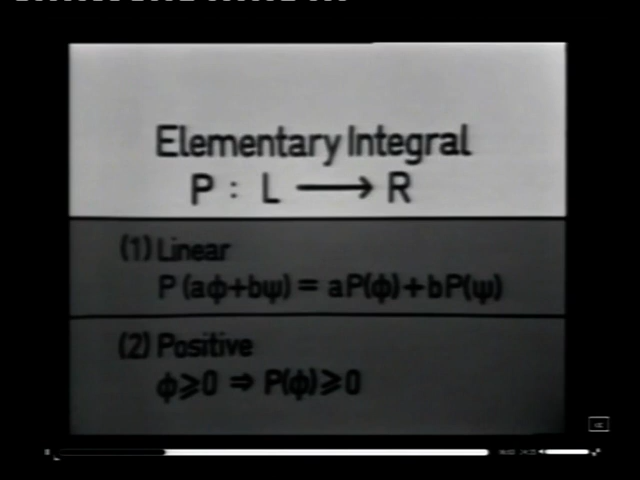 Elementary Integral
P : L ⟶ R
(1) Linear
P (aϕ+bψ) = aP(ϕ)+bP(ψ)
(2) Positive
ϕ⩾0 ⇒ P(ϕ)⩾0